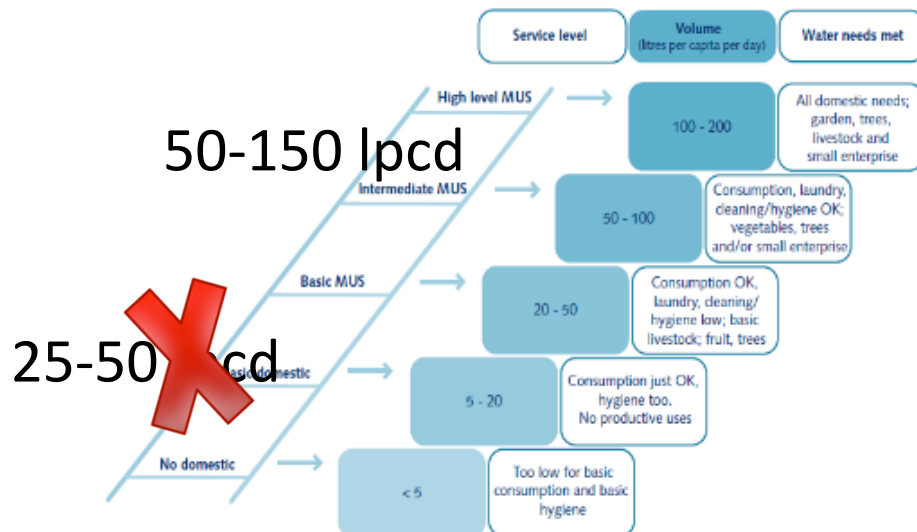 Service level
Volume
(litres per capita per day)
Water needs met
High level MUS
100 - 200
All domestic needs;
garden, trees,
livestock and
small enterprise
50-150 lpcd
Intermediate MUS
50 - 100
Consumption, laundry,
cleaning/hygiene OK;
vegetables, trees
and/or small enterprise
Basic MUS
20 - 50
Consumption OK,
laundry, cleaning/
hygiene low; basic
livestock; fruit, trees
25-50
domestic
5 - 20
Consumption just OK,
hygiene too.
No productive uses
No domestic
< 5
Too low for basic
consumption and basic
hygiene